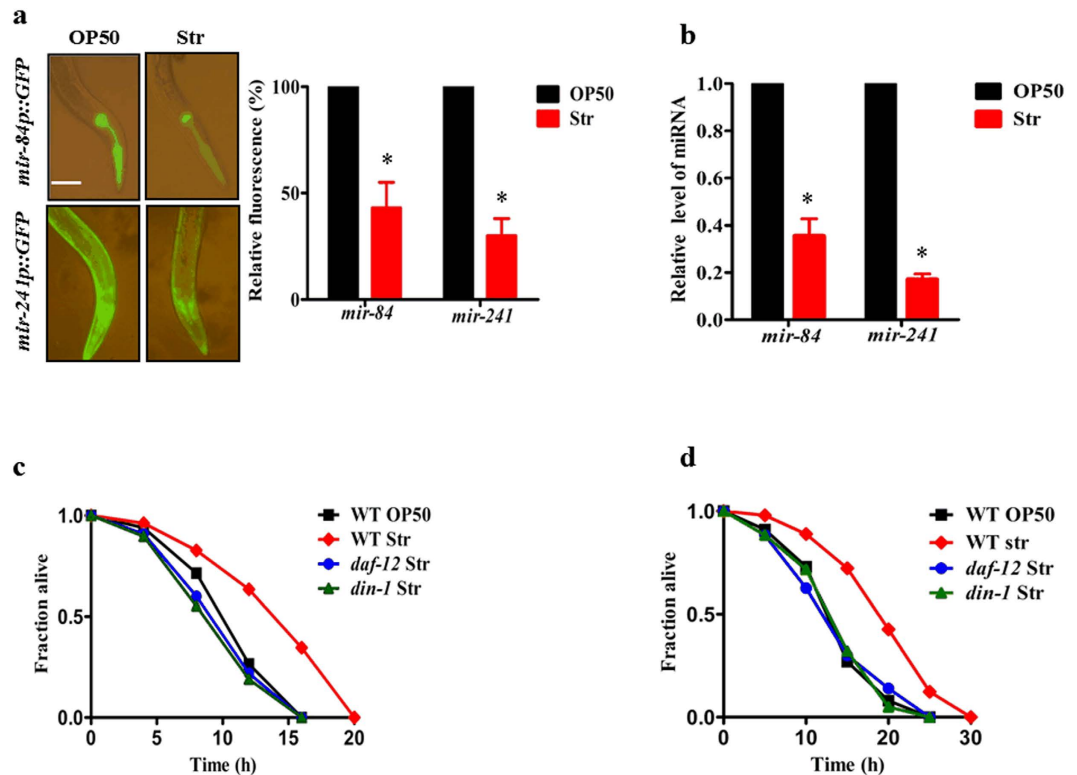 a
OP50 Str
mir-84p::GFP
mir-241p::GFP
Relative fluorescence (%)
100
50
0
mir-84 mir-241
* *
OP50
Str
b
Relative level of miRNA
1.0
0.8
0.6
0.4
0.2
0.0
mir-84 mir-241
* *
OP50
Str
c
Fraction alive
1.0
0.5
0.0
0 5 10 15 20
Time (h)
WT OP50
WT Str
daf-12 Str
din-1 Str
d
Fraction alive
1.0
0.5
0.0
0 10 20 30
Time (h)
WT OP50
WT str
daf-12 Str
din-1 Str